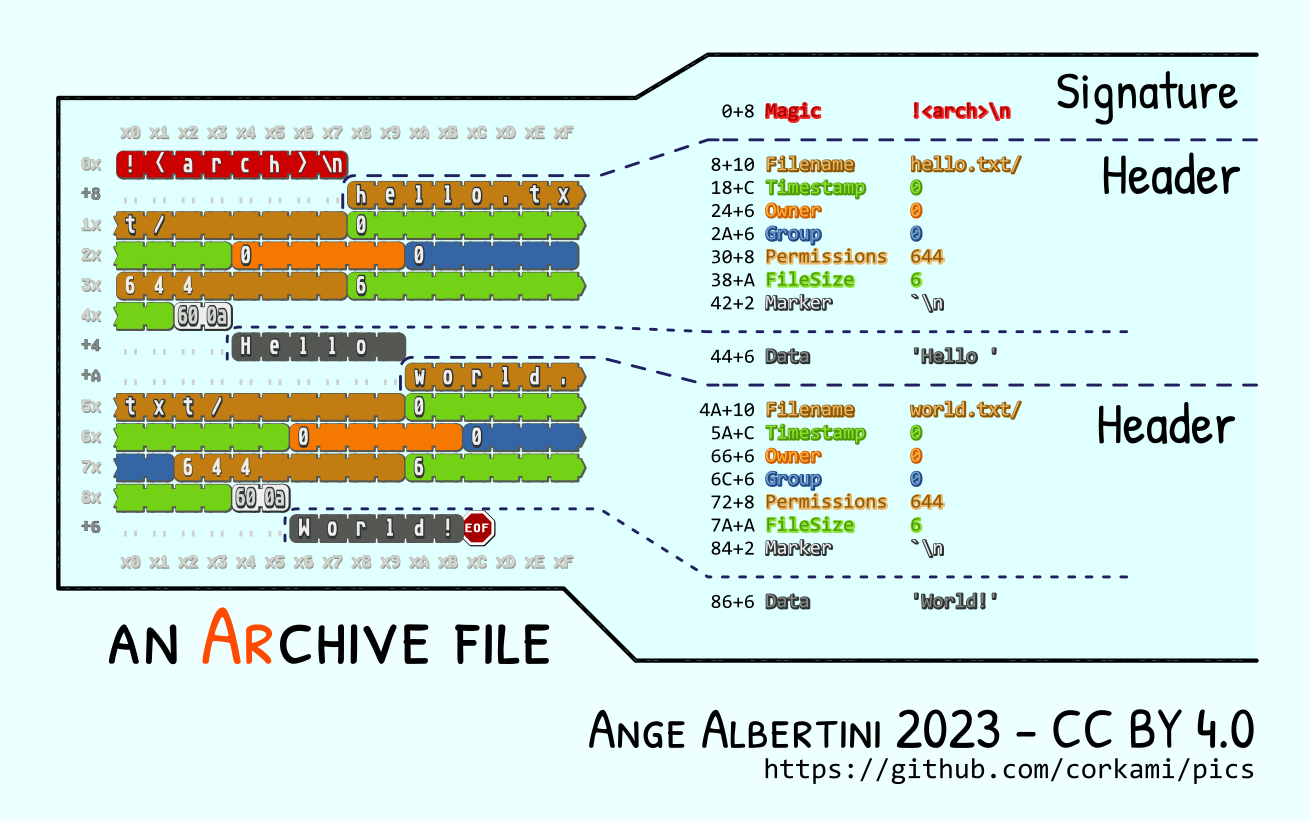 x0 x1 x2 x3 x4 x5 x6 x7 x8 x9 xA xB xC xD xE xF
0x ! < a r c h > \n
+8 .. .. .. .. .. .. .. .. h e l l o . t x
1x t / 0
2x 0 0
3x 6 4 4 6
4x 60 0a
+4 .. .. .. .. H e l l o
+A .. .. .. .. .. .. .. .. .. .. w o r l d .
5x t x t / 0
6x 0 0
7x 6 4 4 6
8x 60 0a
+6 .. .. .. .. .. .. W o r l d ! EOF
x0 x1 x2 x3 x4 x5 x6 x7 x8 x9 xA xB xC xD xE xF
Signature
0+8 Magic !<arch>\n
Header
8+10 Filename hello.txt/
18+C Timestamp 0
24+6 Owner 0
2A+6 Group 0
30+8 Permissions 644
38+A FileSize 6
42+2 Marker `\n
44+6 Data 'Hello '
Header
4A+10 Filename world.txt/
5A+C Timestamp 0
66+6 Owner 0
6C+6 Group 0
72+8 Permissions 644
7A+A FileSize 6
84+2 Marker `\n
86+6 Data 'World!'
AN ARCHIVE FILE
ANGE ALBERTINI 2023 - CC BY 4.0
https://github.com/corkami/pics